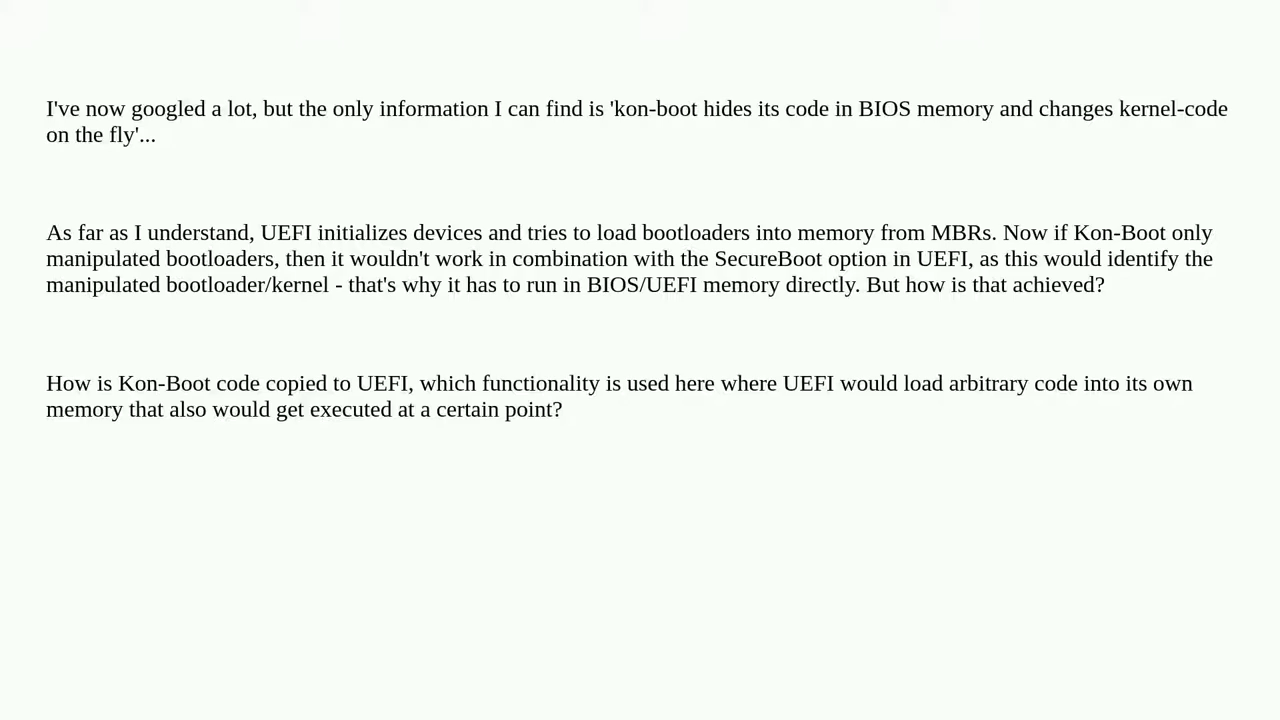 I've now googled a lot, but the only information I can find is 'kon-boot hides its code in BIOS memory and changes kernel-code
on the fly'...
As far as I understand, UEFI initializes devices and tries to load bootloaders into memory from MBRs. Now if Kon-Boot only
manipulated bootloaders, then it wouldn't work in combination with the SecureBoot option in UEFI, as this would identify the
manipulated bootloader/kernel - that's why it has to run in BIOS/UEFI memory directly. But how is that achieved?
How is Kon-Boot code copied to UEFI, which functionality is used here where UEFI would load arbitrary code into its own
memory that also would get executed at a certain point?